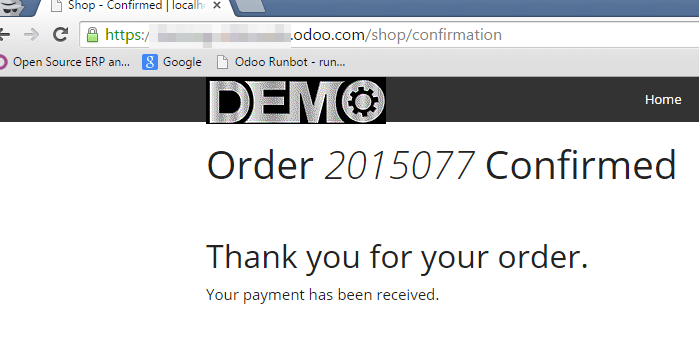 Shop - Confirmed | localh
https:/ .odoo.com/shop/confirmation
Open Source ERP an...
Google
Odoo Runbot - run...
DEMO
Home
Order 2015077 Confirmed
Thank you for your order.
Your payment has been received.